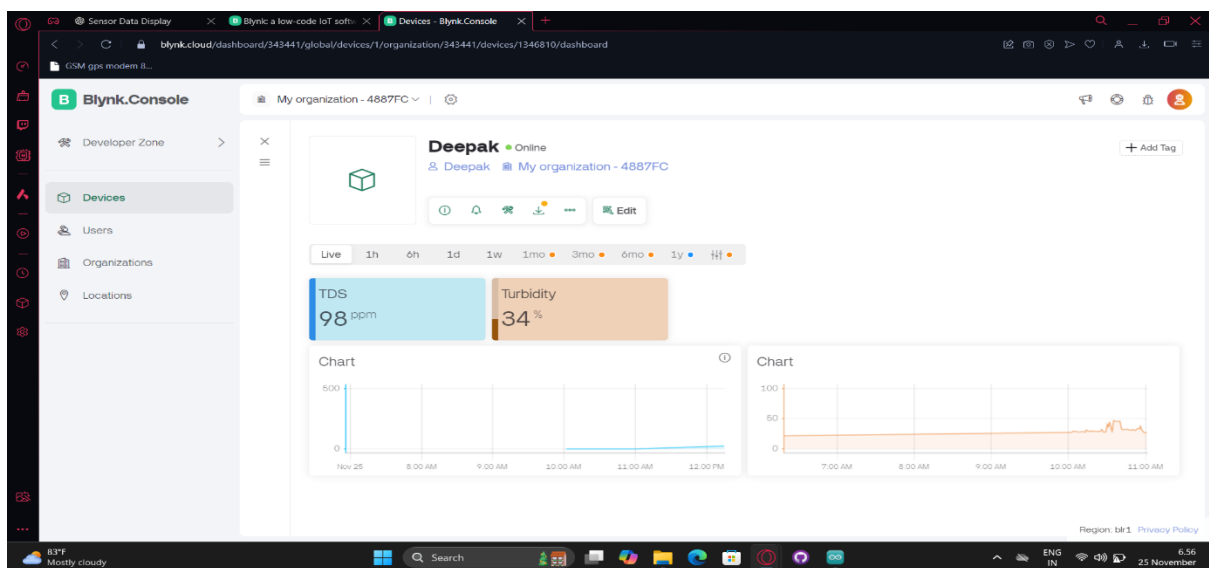 Sensor Data Display
Blynk: a low-code IoT softw
Devices - Blynk.Console
blynk.cloud/dashboard/343441/global/devices/1/organization/343441/devices/1346810/dashboard
GSM gps modem 8...
B Blynk.Console
My organization - 4887FC
Developer Zone
Devices
Users
Organizations
Locations
Deepak Online
Deepak My organization - 4887FC
Add Tag
Edit
Live 1h 6h 1d 1w 1mo 3mo 6mo 1y
TDS
98 ppm
Turbidity
34 %
Chart
500
0
Nov 25 8:00 AM 9:00 AM 10:00 AM 11:00 AM 12:00 PM
Chart
100
50
0
7:00 AM 8:00 AM 9:00 AM 10:00 AM 11:00 AM
Region: blr1 Privacy Policy
83°F
Mostly cloudy
Search
ENG
IN
6.56
25 November